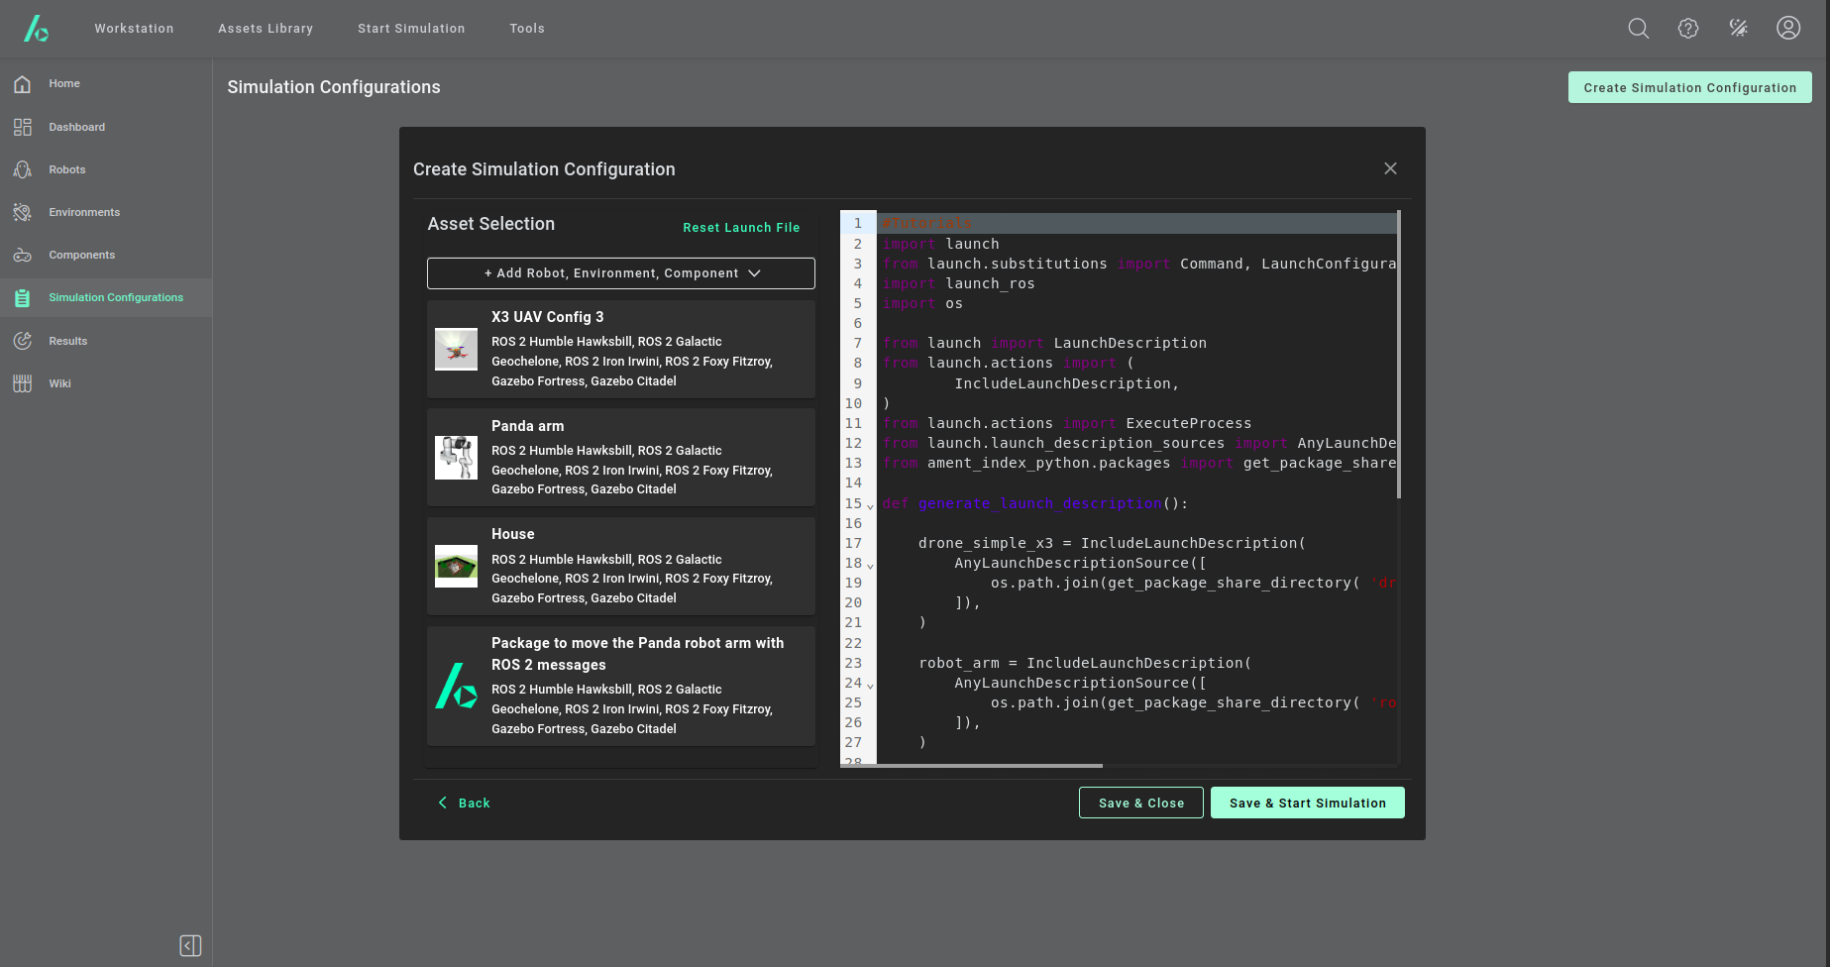 Workstation
Assets Library
Start Simulation
Tools
Home
Dashboard
Robots
Environments
Components
Simulation Configurations
Results
Wiki
Simulation Configurations
Create Simulation Configuration
Create Simulation Configuration
Asset Selection
Reset Launch File
+ Add Robot, Environment, Component
X3 UAV Config 3
ROS 2 Humble Hawksbill, ROS 2 Galactic
Geochelone, ROS 2 Iron Irwini, ROS 2 Foxy Fitzroy,
Gazebo Fortress, Gazebo Citadel
Panda arm
ROS 2 Humble Hawksbill, ROS 2 Galactic
Geochelone, ROS 2 Iron Irwini, ROS 2 Foxy Fitzroy,
Gazebo Fortress, Gazebo Citadel
House
ROS 2 Humble Hawksbill, ROS 2 Galactic
Geochelone, ROS 2 Iron Irwini, ROS 2 Foxy Fitzroy,
Gazebo Fortress, Gazebo Citadel
Package to move the Panda robot arm with
ROS 2 messages
ROS 2 Humble Hawksbill, ROS 2 Galactic
Geochelone, ROS 2 Iron Irwini, ROS 2 Foxy Fitzroy,
Gazebo Fortress, Gazebo Citadel
1 #Tutorials
2 import launch
3 from launch.substitutions import Command, LaunchConfigura
4 import launch_ros
5 import os
6
7 from launch import LaunchDescription
8 from launch.actions import (
9 IncludeLaunchDescription,
10 )
11 from launch.actions import ExecuteProcess
12 from launch.launch_description_sources import AnyLaunchDe
13 from ament_index_python.packages import get_package_share
14
15 def generate_launch_description():
16
17 drone_simple_x3 = IncludeLaunchDescription(
18 AnyLaunchDescriptionSource([
19 os.path.join(get_package_share_directory( 'dr
20 ]),
21 )
22
23 robot_arm = IncludeLaunchDescription(
24 AnyLaunchDescriptionSource([
25 os.path.join(get_package_share_directory( 'ro
26 ]),
27 )
28
Back
Save & Close
Save & Start Simulation